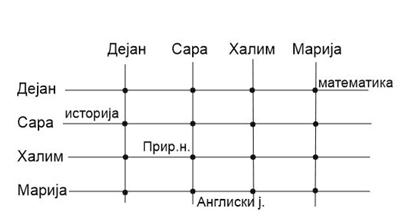 Дејан Сара Халим Марија
Дејан
математика
Сара
историја
Халим
Прир.н.
Марија
Англиски ј.